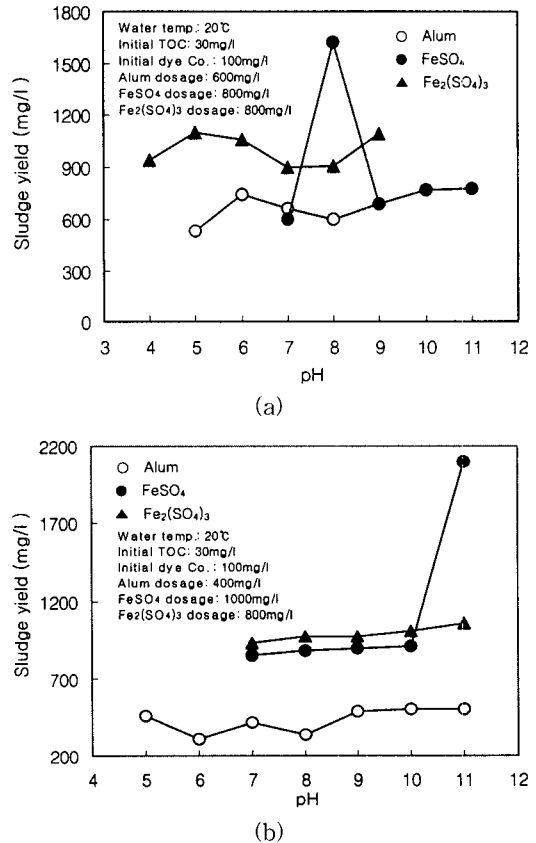 Sludge yield (mg/l)
1800
1500
1200
900
600
300
0
Water temp.: 20℃
Initial TOC: 30mg/l
Initial dye Co.: 100mg/l
Alum dosage: 600mg/l
FeSO4 dosage: 800mg/l
Fe2(SO4)3 dosage: 800mg/l
Alum
FeSO₄
Fe₂(SO₄)₃
3 4 5 6 7 8 9 10 11 12
pH
(a)
Sludge yield (mg/l)
2200
1700
1200
700
200
Alum
FeSO₄
Fe₂(SO₄)₃
Water temp.: 20℃
Initial TOC: 30mg/l
Initial dye Co.: 100mg/l
Alum dosage: 400mg/l
FeSO4 dosage: 1000mg/l
Fe2(SO4)3 dosage: 800mg/l
4 5 6 7 8 9 10 11 12
pH
(b)